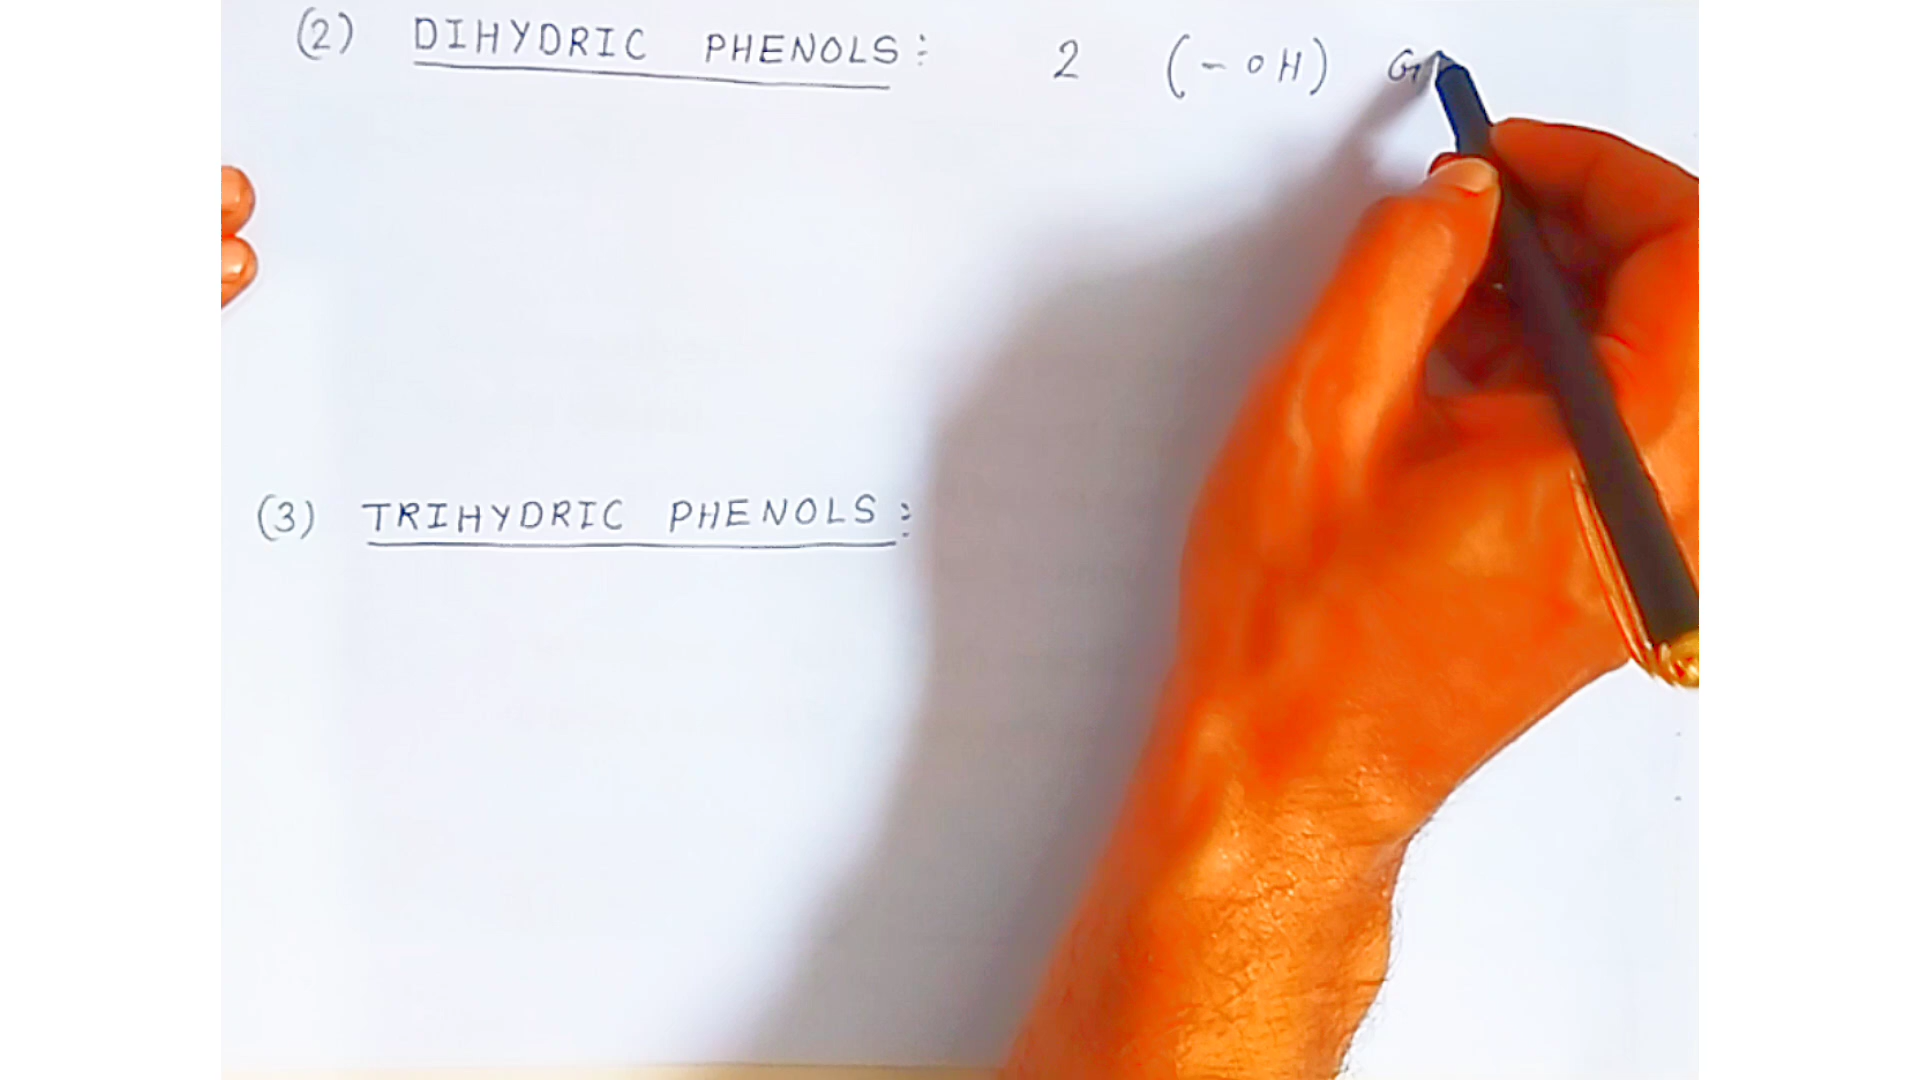 (2) DIHYDRIC PHENOLS: 2 (-OH)
(3) TRIHYDRIC PHENOLS: